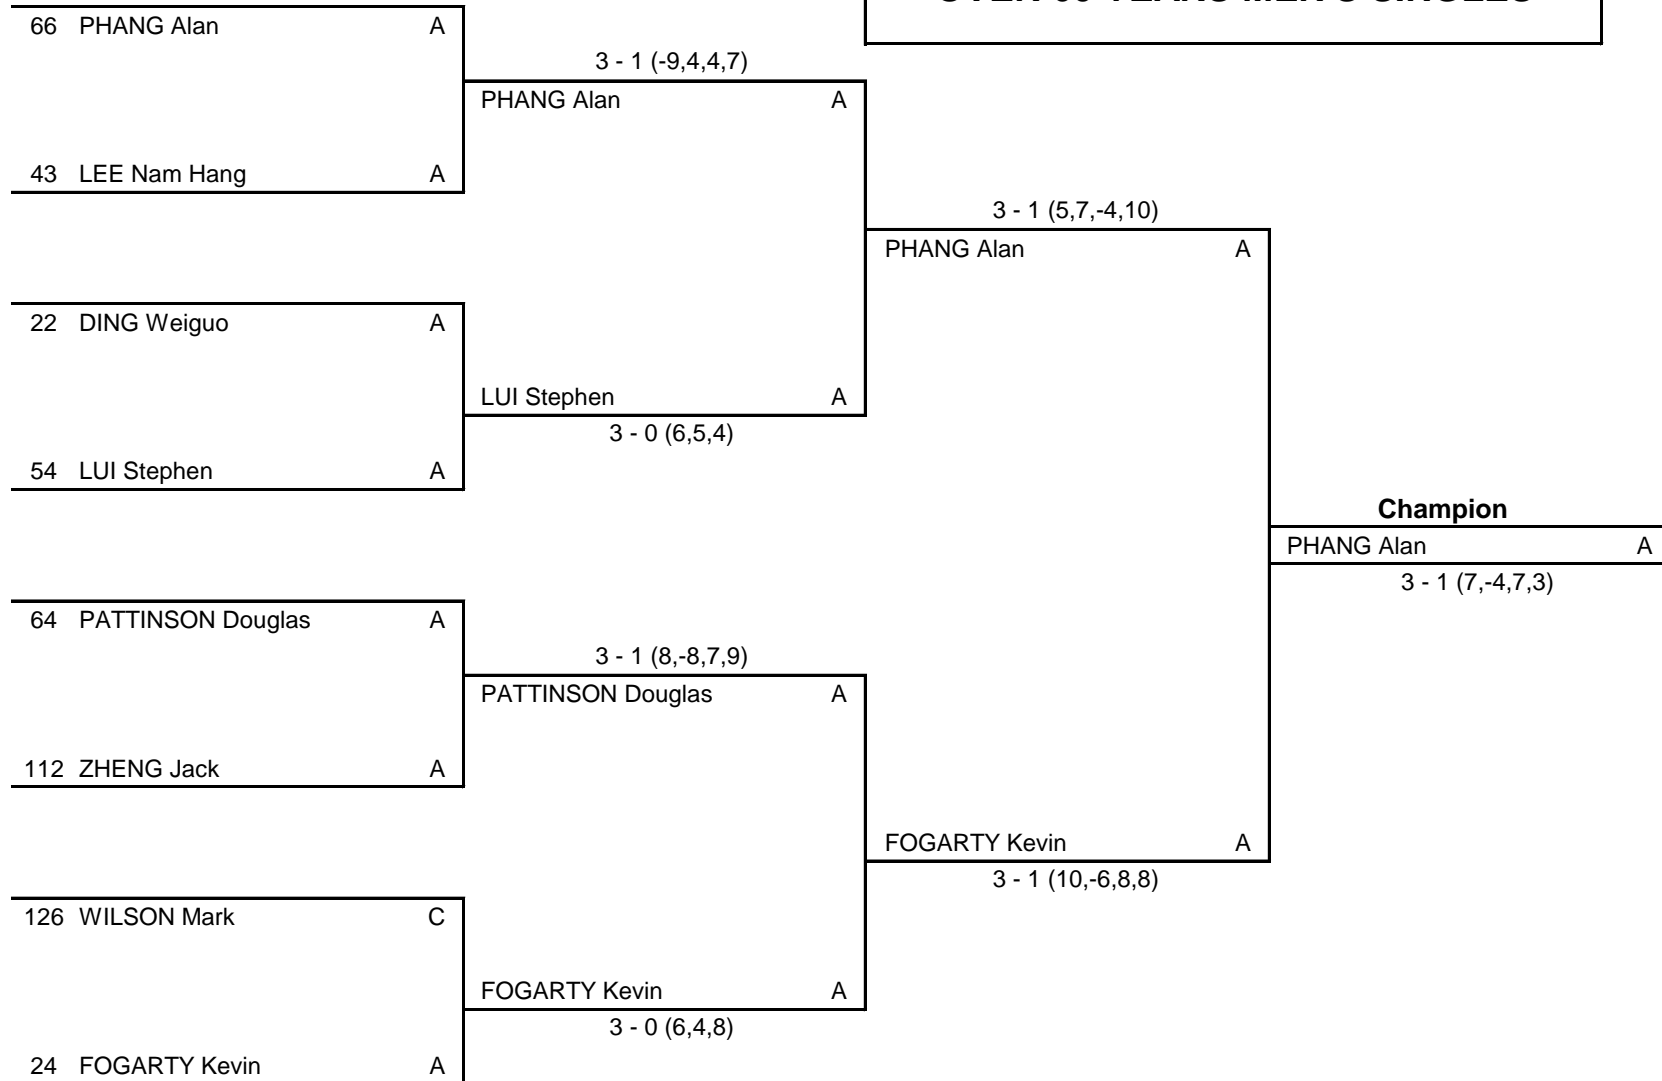 66 PHANG Alan A
3 - 1 (-9,4,4,7)
PHANG Alan A
43 LEE Nam Hang A
3 - 1 (5,7,-4,10)
PHANG Alan A
22 DING Weiguo A
LUI Stephen A
3 - 0 (6,5,4)
54 LUI Stephen A
Champion
PHANG Alan A
3 - 1 (7,-4,7,3)
64 PATTINSON Douglas A
3 - 1 (8,-8,7,9)
PATTINSON Douglas A
112 ZHENG Jack A
FOGARTY Kevin A
3 - 1 (10,-6,8,8)
126 WILSON Mark C
FOGARTY Kevin A
3 - 0 (6,4,8)
24 FOGARTY Kevin A